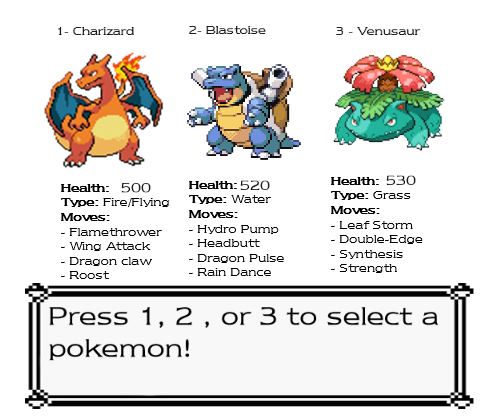 1- Charizard
2- Blastoise
3 - Venusaur
Health: 500
Type: Fire/Flying
Moves:
- Flamethrower
- Wing Attack
- Dragon claw
- Roost
Health: 520
Type: Water
Moves:
- Hydro Pump
- Headbutt
- Dragon Pulse
- Rain Dance
Health: 530
Type: Grass
Moves:
- Leaf Storm
- Double-Edge
- Synthesis
- Strength
Press 1, 2 , or 3 to select a
pokemon!